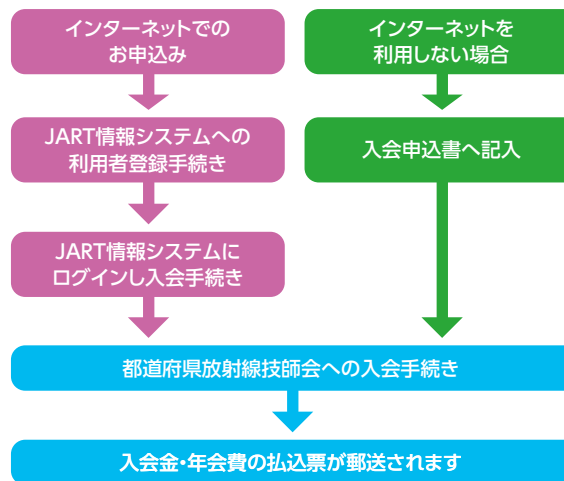 インターネットでの
お申込み
JART情報システムへの
利用者登録手続き
JART情報システムに
ログインし入会手続き
インターネットを
利用しない場合
入会申込書へ記入
都道府県放射線技師会への入会手続き
入会金・年会費の払込票が郵送されます